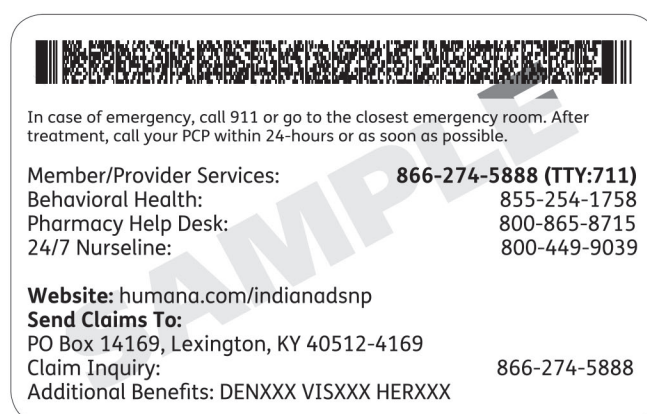 In case of emergency, call 911 or go to the closest emergency room. After
treatment, call your PCP within 24-hours or as soon as possible.
Member/Provider Services: 866-274-5888 (TTY:711)
Behavioral Health: 855-254-1758
Pharmacy Help Desk: 800-865-8715
24/7 Nurseline: 800-449-9039
Website: humana.com/indianadsnp
Send Claims To:
PO Box 14169, Lexington, KY 40512-4169
Claim Inquiry: 866-274-5888
Additional Benefits: DENXXX VISXXX HERXXX
SAMPLE